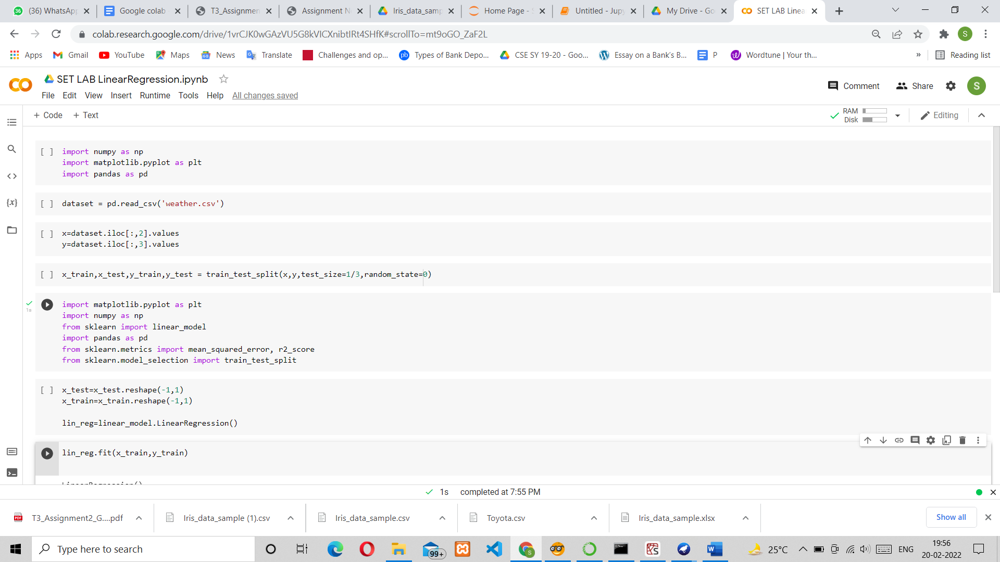 (36) WhatsApp
Google colab
T3_Assignmen
Assignment N
Iris_data_samp
Home Page - S
Untitled - Jupy
My Drive - Go
SET LAB Linea
colab.research.google.com/drive/1vrCJK0wGAzVU5G8kVICXnibtIRt4SHfK#scrollTo=mt9oGO_ZaF2L
S
Apps
Gmail
YouTube
Maps
News
Translate
Challenges and op...
Types of Bank Depo...
CSE SY 19-20 - Goo...
Essay on a Bank's B...
P
Wordtune | Your th...
»
Reading list
SET LAB LinearRegression.ipynb
Comment
Share
S
File Edit View Insert Runtime Tools Help All changes saved
+ Code + Text
RAM
Disk
Editing
[ ] import numpy as np
import matplotlib.pyplot as plt
import pandas as pd
[ ] dataset = pd.read_csv('weather.csv')
[ ] x=dataset.iloc[:,2].values
y=dataset.iloc[:,3].values
[ ] x_train,x_test,y_train,y_test = train_test_split(x,y,test_size=1/3,random_state=0)
1s
import matplotlib.pyplot as plt
import numpy as np
from sklearn import linear_model
import pandas as pd
from sklearn.metrics import mean_squared_error, r2_score
from sklearn.model_selection import train_test_split
[ ] x_test=x_test.reshape(-1,1)
x_train=x_train.reshape(-1,1)
lin_reg=linear_model.LinearRegression()
lin_reg.fit(x_train,y_train)
LinearRegression()
1s completed at 7:55 PM
T3_Assignment2_G....pdf
Iris_data_sample (1).csv
Iris_data_sample.csv
Toyota.csv
Iris_data_sample.xlsx
Show all
Type here to search
99+
25°C
ENG
19:56
20-02-2022